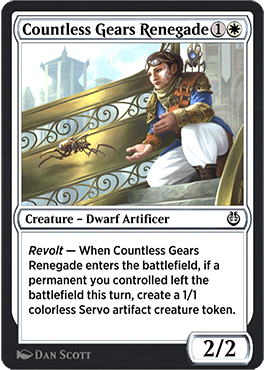 Countless Gears Renegade 1
Creature – Dwarf Artificer
Revolt — When Countless Gears
Renegade enters the battlefield, if a
permanent you controlled left the
battlefield this turn, create a 1/1
colorless Servo artifact creature token.
Dan Scott
2/2